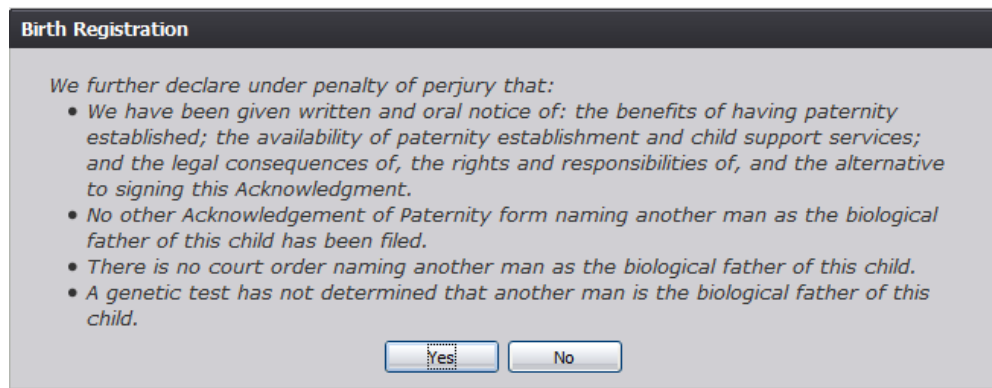 Birth Registration
We further declare under penalty of perjury that:
• We have been given written and oral notice of: the benefits of having paternity
established; the availability of paternity establishment and child support services;
and the legal consequences of, the rights and responsibilities of, and the alternative
to signing this Acknowledgment.
• No other Acknowledgement of Paternity form naming another man as the biological
father of this child has been filed.
• There is no court order naming another man as the biological father of this child.
• A genetic test has not determined that another man is the biological father of this
child.
Yes No